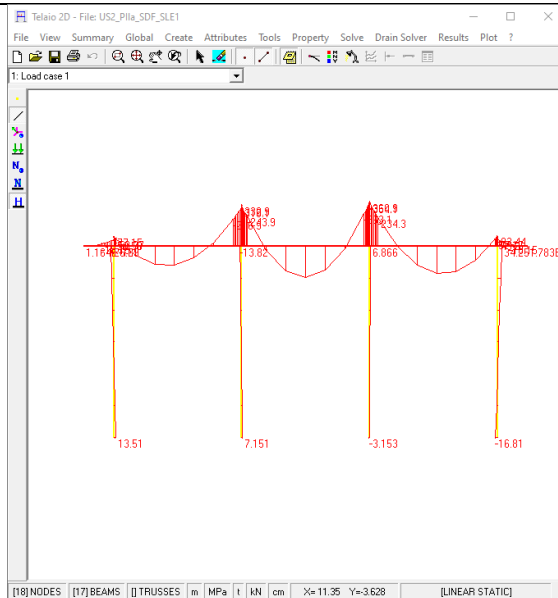 Telaio 2D - File: US2_PIIa_SDF_SLE1
File View Summary Global Create Attributes Tools Property Solve Drain Solver Results Plot ?
1: Load case 1
-243.9
-234.3
-13.82
6.866
13.51
7.151
-3.153
-16.81
[18] NODES [17] BEAMS [] TRUSSES m MPa t kN cm X= 11.35 Y=-3.628 [LINEAR STATIC]